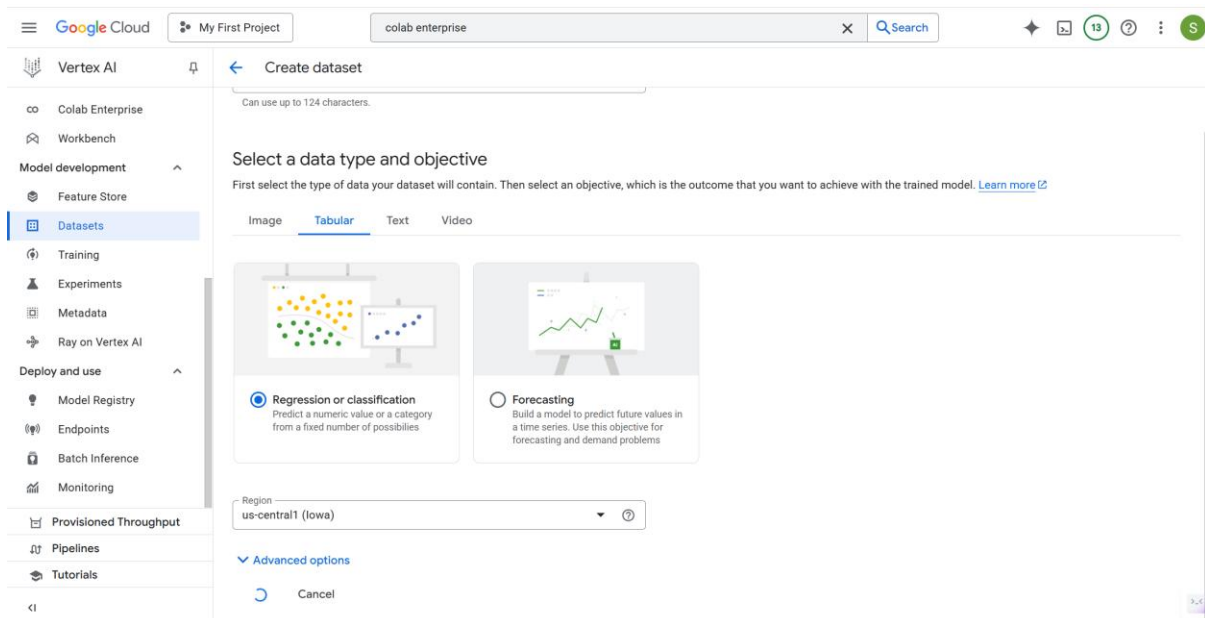 Google Cloud
My First Project
colab enterprise
Search
13
S
Vertex AI
Create dataset
Colab Enterprise
Workbench
Model development
Feature Store
Datasets
Training
Experiments
Metadata
Ray on Vertex AI
Deploy and use
Model Registry
Endpoints
Batch Inference
Monitoring
Provisioned Throughput
Pipelines
Tutorials
Can use up to 124 characters.
Select a data type and objective
First select the type of data your dataset will contain. Then select an objective, which is the outcome that you want to achieve with the trained model. Learn more
Image Tabular Text Video
Regression or classification
Predict a numeric value or a category
from a fixed number of possibilies
AI
Forecasting
Build a model to predict future values in
a time series. Use this objective for
forecasting and demand problems
Region
us-central1 (Iowa)
Advanced options
Cancel